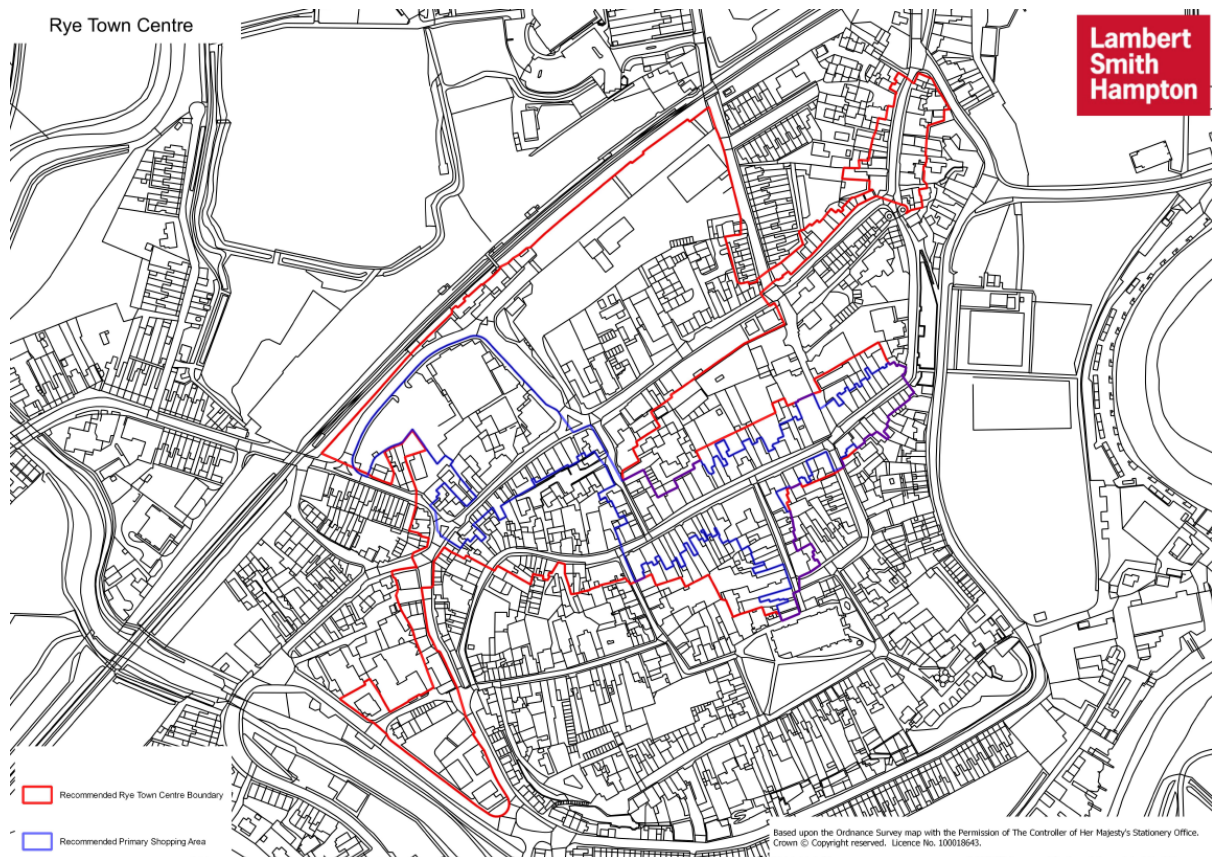 Rye Town Centre
Lambert
Smith
Hampton
Recommended Rye Town Centre Boundary
Recommended Primary Shopping Area
Based upon the Ordnance Survey map with the Permission of The Controller of Her Majesty's Stationery Office.
Crown © Copyright reserved. Licence No. 100018643.